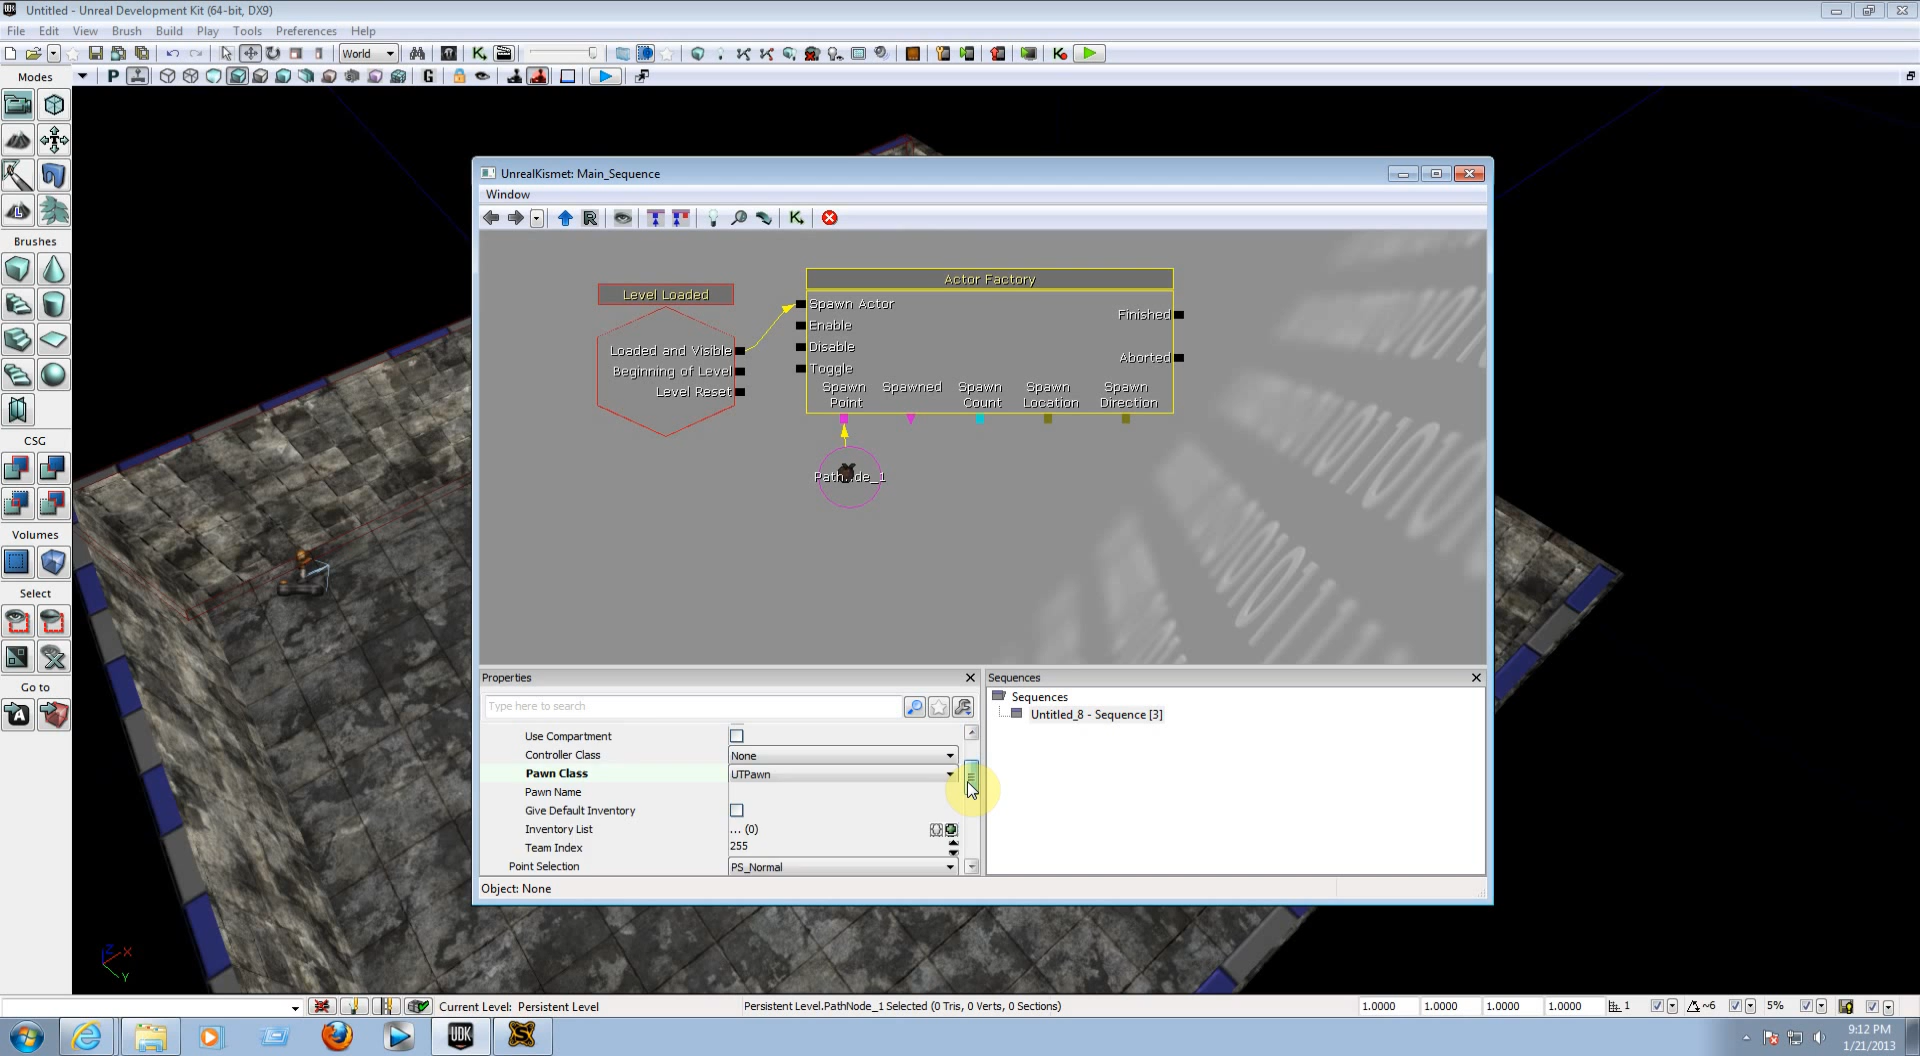 Untitled - Unreal Development Kit (64-bit, DX9)
File Edit View Brush Build Play Tools Preferences Help
World
Modes
P
G
Brushes
CSG
Volumes
Select
Go to
UnrealKismet: Main_Sequence
Window
Level Loaded
Loaded and Visible
Beginning of Level
Level Reset
Actor Factory
Spawn Actor
Enable
Disable
Toggle
Finished
Aborted
Spawn Point
Spawned
Spawn Count
Spawn Location
Spawn Direction
Properties
Type here to search
Use Compartment
Controller Class None
Pawn Class UTPawn
Pawn Name
Give Default Inventory
Inventory List ... (0)
Team Index 255
Point Selection PS_Normal
Sequences
Sequences
Untitled_8 - Sequence [3]
Object: None
Z X
Y
Current Level: Persistent Level
Persistent Level.PathNode_1 Selected (0 Tris, 0 Verts, 0 Sections)
1.0000 1.0000 1.0000 1.0000 1 ~6 5%
UDK
9:12 PM
1/21/2013